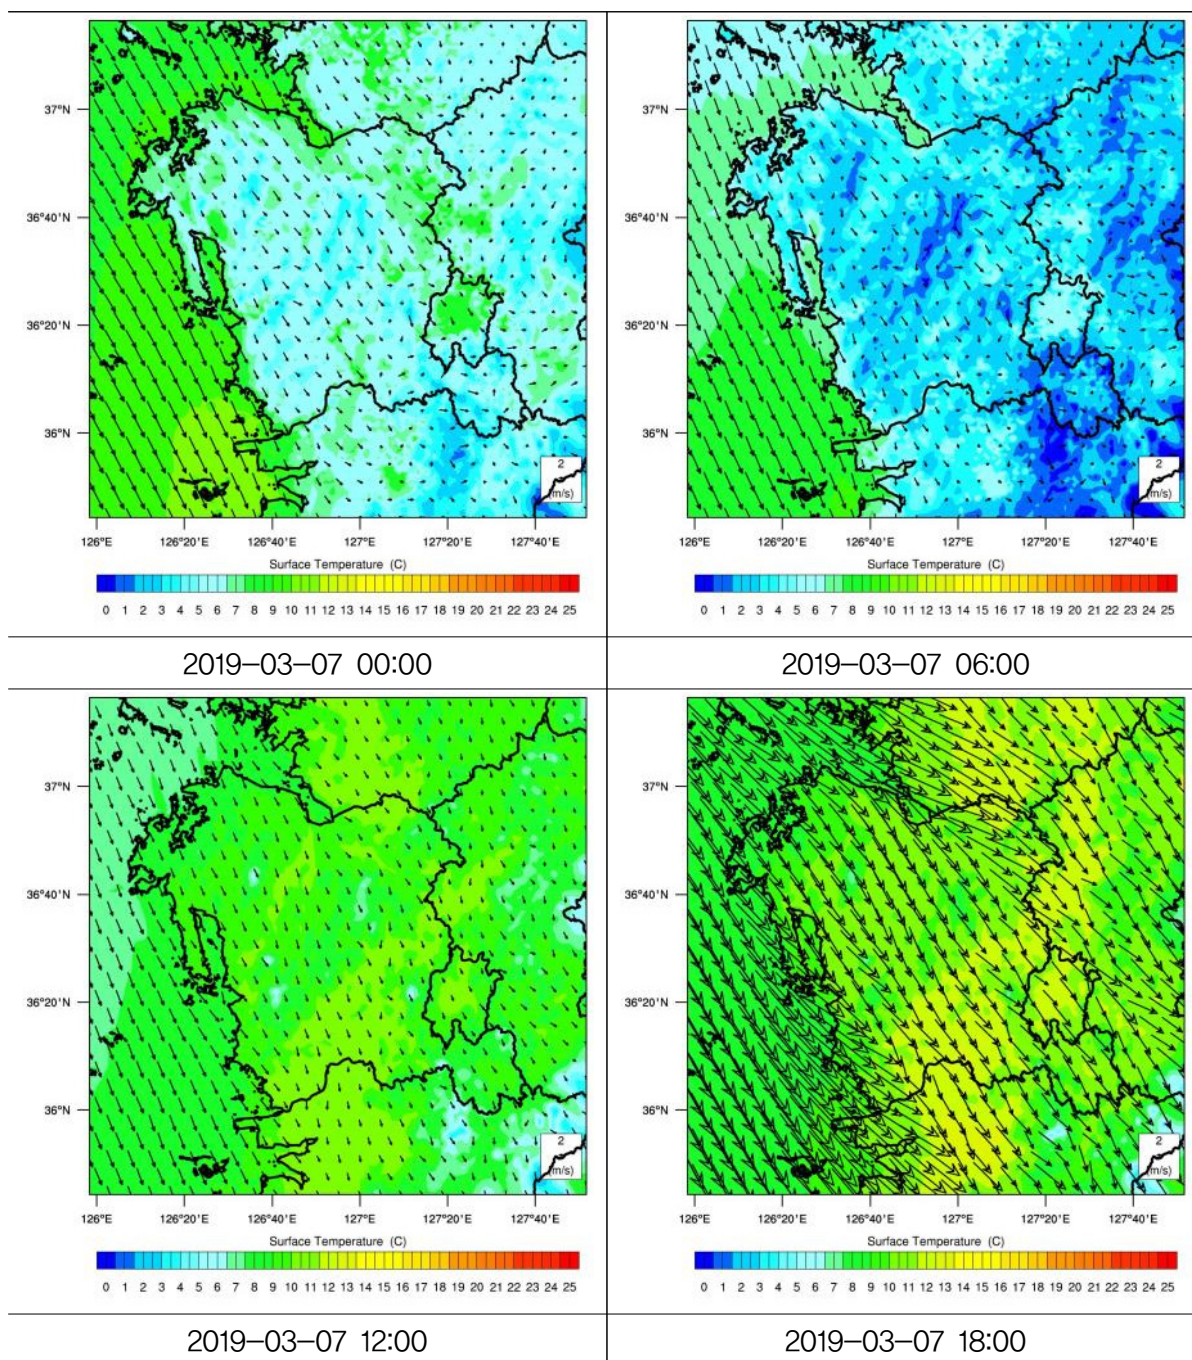 37°N
36°40'N
36°20'N
36°N
2
(m/s)
126°E 126°20'E 126°40'E 127°E 127°20'E 127°40'E
Surface Temperature (C)
0 1 2 3 4 5 6 7 8 9 10 11 12 13 14 15 16 17 18 19 20 21 22 23 24 25
37°N
36°40'N
36°20'N
36°N
2
(m/s)
126°E 126°20'E 126°40'E 127°E 127°20'E 127°40'E
Surface Temperature (C)
0 1 2 3 4 5 6 7 8 9 10 11 12 13 14 15 16 17 18 19 20 21 22 23 24 25
2019-03-07 00:00
2019-03-07 06:00
37°N
36°40'N
36°20'N
36°N
2
(m/s)
126°E 126°20'E 126°40'E 127°E 127°20'E 127°40'E
Surface Temperature (C)
0 1 2 3 4 5 6 7 8 9 10 11 12 13 14 15 16 17 18 19 20 21 22 23 24 25
37°N
36°40'N
36°20'N
36°N
2
(m/s)
126°E 126°20'E 126°40'E 127°E 127°20'E 127°40'E
Surface Temperature (C)
0 1 2 3 4 5 6 7 8 9 10 11 12 13 14 15 16 17 18 19 20 21 22 23 24 25
2019-03-07 12:00
2019-03-07 18:00